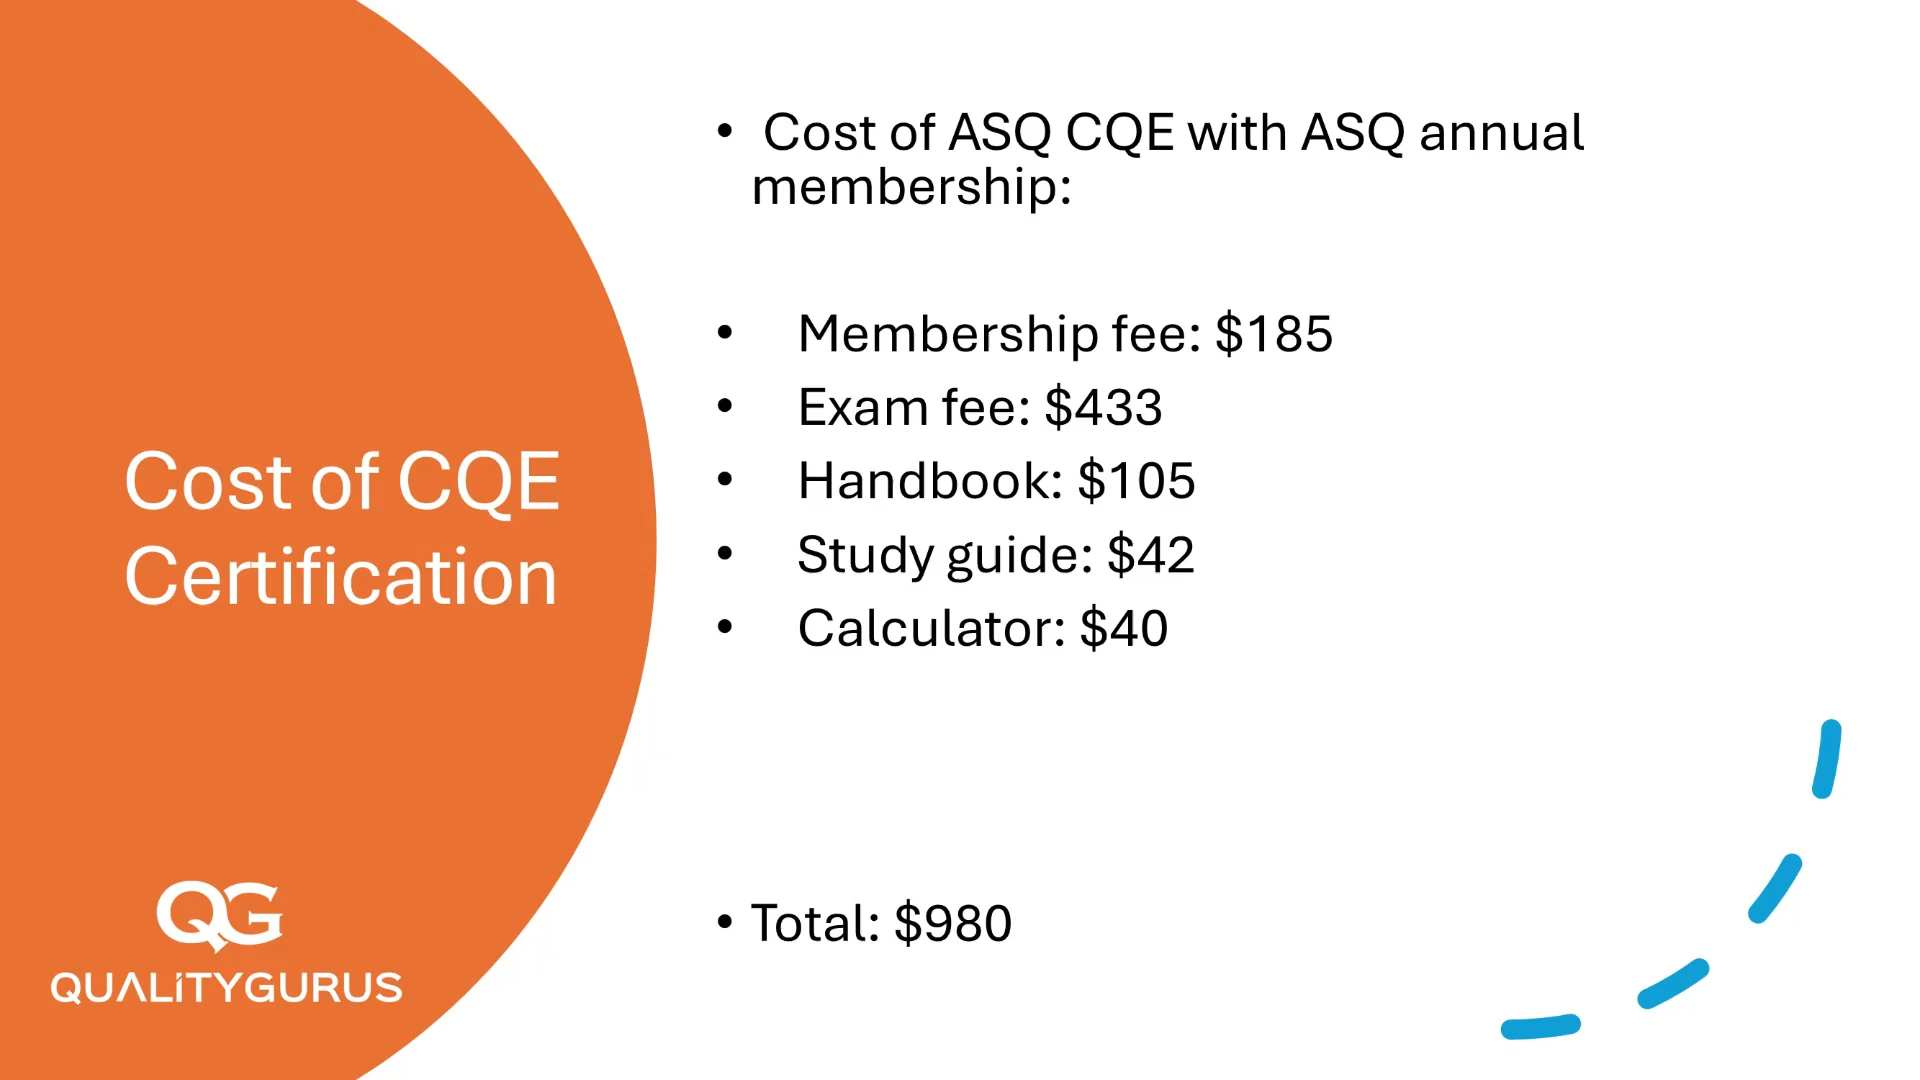 Cost of CQE
Certification
QG
QUALITYGURUS
• Cost of ASQ CQE with ASQ annual
membership:
• Membership fee: $185
• Exam fee: $433
• Handbook: $105
• Study guide: $42
• Calculator: $40
• Total: $980